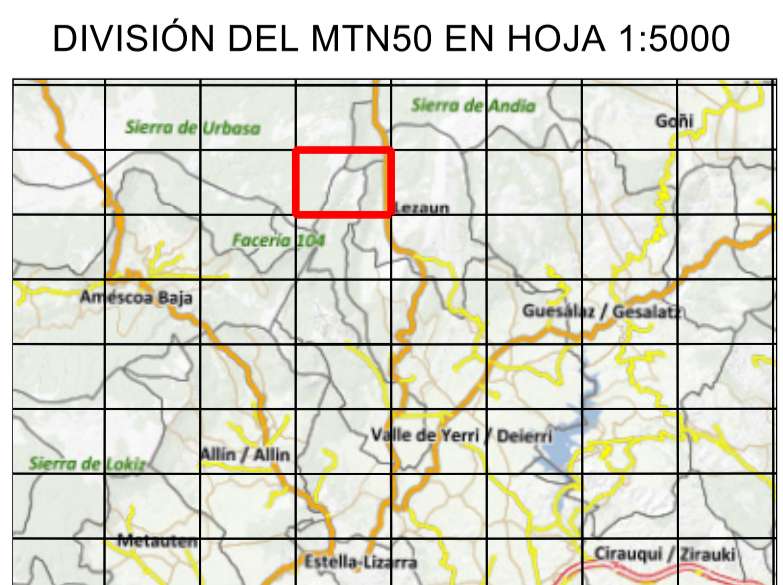 DIVISIÓN DEL MTN50 EN HOJA 1:5000
Sierra de Andia
Goñi
Sierra de Urbasa
Lezaun
Facería 104
Améscoa Baja
Guesálaz / Gesalatz
Valle de Yerri / Deierri
Allín / Allin
Sierra de Lokiz
Metauten
Cirauqui / Zirauki
Estella-Lizarra